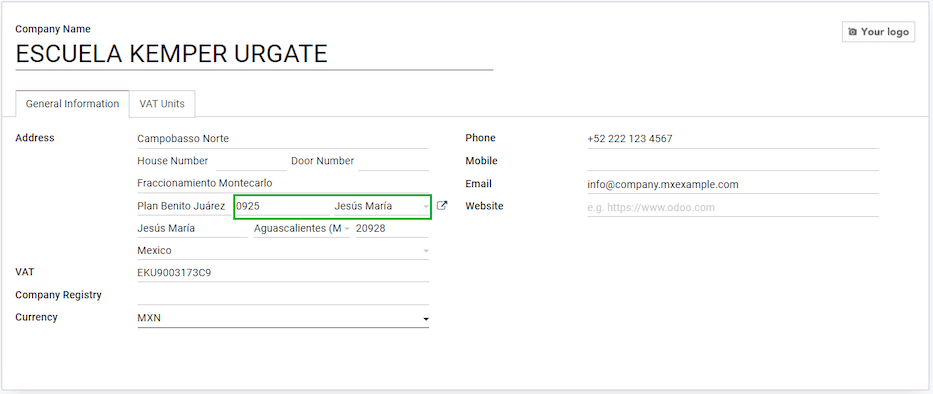 Company Name
Your logo
ESCUELA KEMPER URGATE
General Information VAT Units
Address Campobasso Norte Phone +52 222 123 4567
House Number Door Number Mobile
Fraccionamiento Montecarlo Email info@company.mxexample.com
Plan Benito Juárez 0925 Jesús María Website e.g. https://www.odoo.com
Jesús María Aguascalientes (M 20928
Mexico
VAT EKU9003173C9
Company Registry
Currency MXN